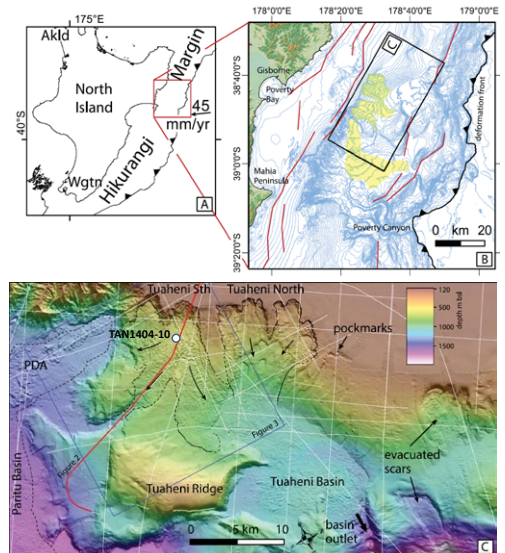 175°E
Akld
North
Island
40°S
Wgtn
Hikurangi
Margin
45
mm/yr
A
178°0'0"E
178°20'0"E
178°40'0"E
179°0'0"E
38°40'0"S
39°0'0"S
39°20'0"S
Gisborne
Poverty
Bay
Mahia
Peninsula
C
deformation front
Poverty Canyon
0 km 20
B
Tuaheni Sth
Tuaheni North
TAN1404-10
pockmarks
120
500
1000
1500
depth m bsl
PDA
Paritu Basin
Figure 2
Figure 3
Tuaheni Ridge
Tuaheni Basin
evacuated
scars
basin
outlet
0 5 km 10
C